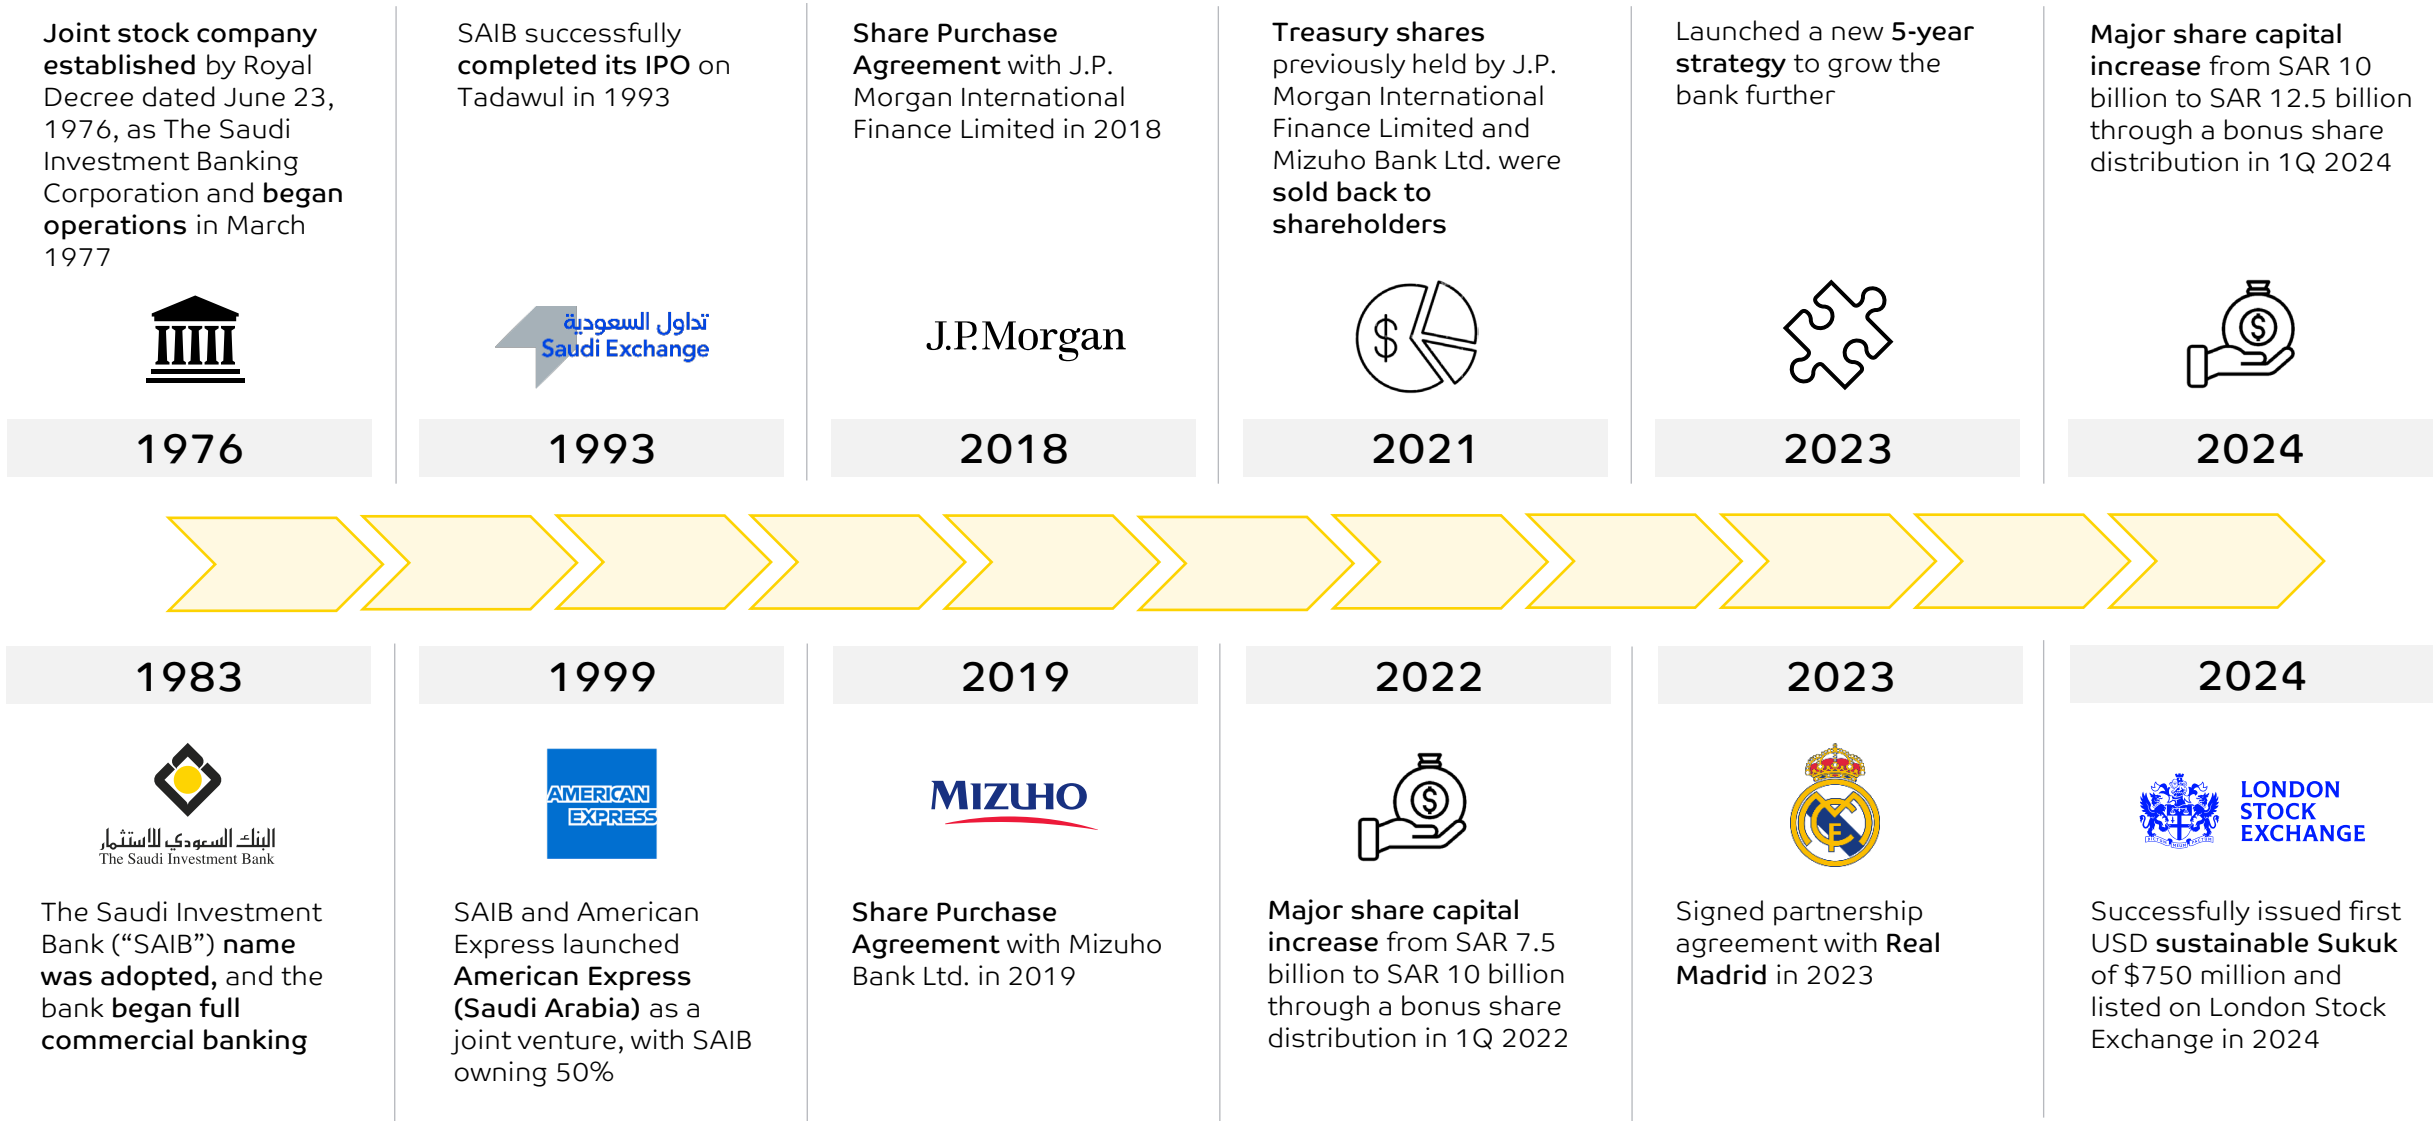 Joint stock company
established by Royal
Decree dated June 23,
1976, as The Saudi
Investment Banking
Corporation and began
operations in March
1977
1976
SAIB successfully
completed its IPO on
Tadawul in 1993
تداول السعودية
Saudi Exchange
1993
Share Purchase
Agreement with J.P.
Morgan International
Finance Limited in 2018
J.P.Morgan
2018
Treasury shares
previously held by J.P.
Morgan International
Finance Limited and
Mizuho Bank Ltd. were
sold back to
shareholders
$
2021
Launched a new 5-year
strategy to grow the
bank further
2023
Major share capital
increase from SAR 10
billion to SAR 12.5 billion
through a bonus share
distribution in 1Q 2024
$
2024
1983
البنك السعودي للاستثمار
The Saudi Investment Bank
The Saudi Investment
Bank (“SAIB”) name
was adopted, and the
bank began full
commercial banking
1999
AMERICAN
EXPRESS
SAIB and American
Express launched
American Express
(Saudi Arabia) as a
joint venture, with SAIB
owning 50%
2019
MIZUHO
Share Purchase
Agreement with Mizuho
Bank Ltd. in 2019
2022
$
Major share capital
increase from SAR 7.5
billion to SAR 10 billion
through a bonus share
distribution in 1Q 2022
2023
Signed partnership
agreement with Real
Madrid in 2023
2024
LONDON
STOCK
EXCHANGE
Successfully issued first
USD sustainable Sukuk
of $750 million and
listed on London Stock
Exchange in 2024